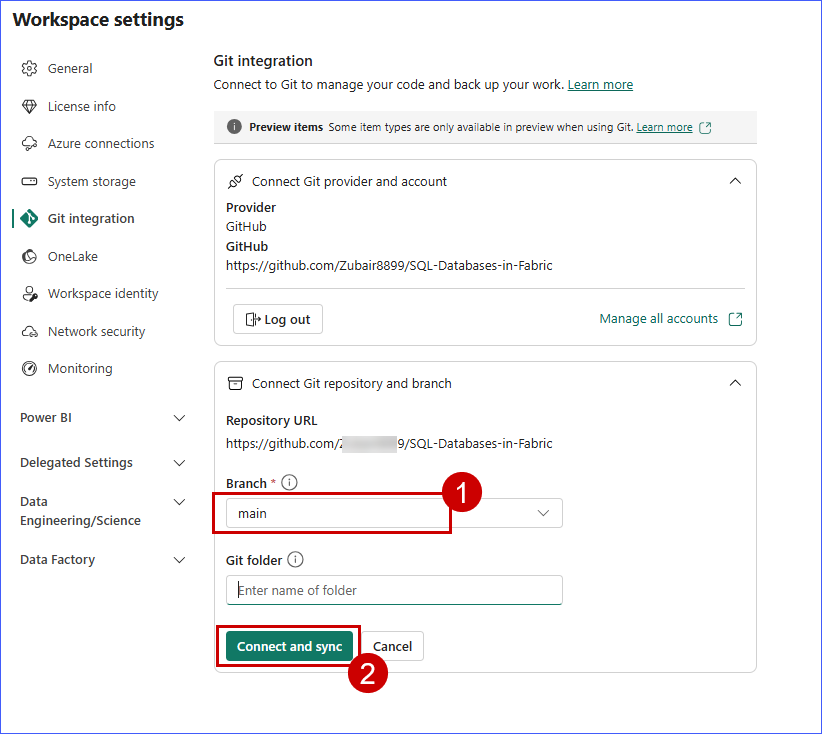 Workspace settings
General
License info
Azure connections
System storage
Git integration
OneLake
Workspace identity
Network security
Monitoring
Power BI
Delegated Settings
Data
Engineering/Science
Data Factory
Git integration
Connect to Git to manage your code and back up your work. Learn more
Preview items Some item types are only available in preview when using Git. Learn more
Connect Git provider and account
Provider
GitHub
GitHub
https://github.com/Zubair8899/SQL-Databases-in-Fabric
Log out
Manage all accounts
Connect Git repository and branch
Repository URL
https://github.com/ 9/SQL-Databases-in-Fabric
Branch *
1
main
Git folder
Enter name of folder
Connect and sync
Cancel
2